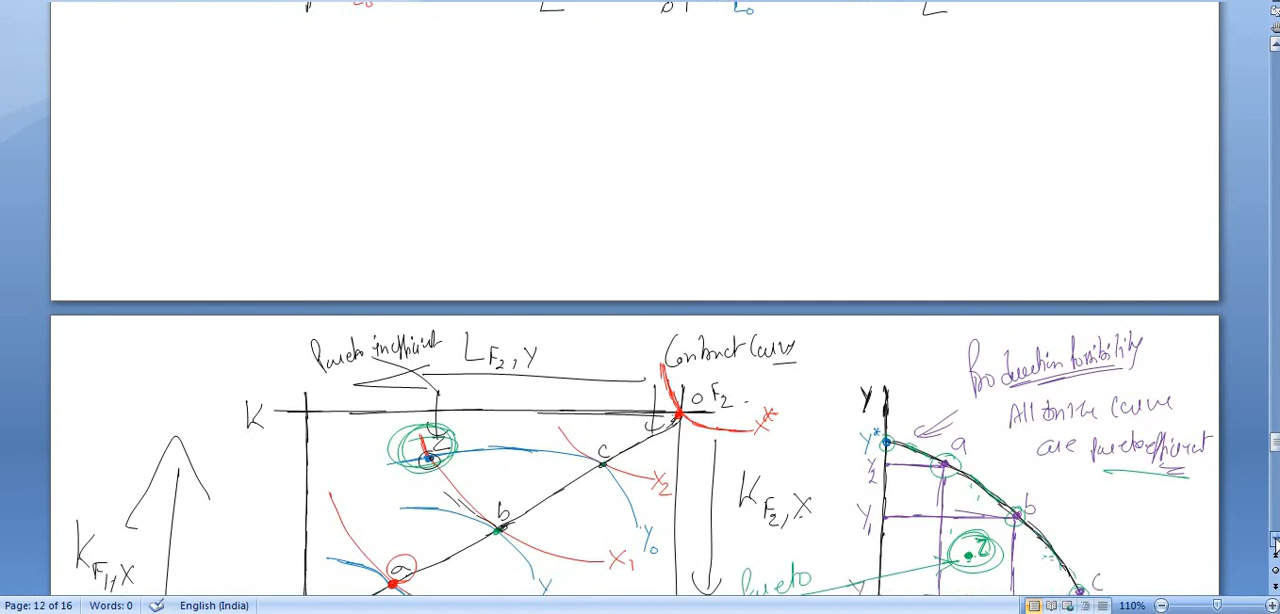 L
L
Pareto inefficient
L F2, Y
Contract Curve
Production Possibility
All on the Curve
are pareto efficient
K
O F2
X*
Y
Y*
a
Y2
Z
c
X2
K F2, X
b
Y1
b
Z
Y0
K F1, X
a
X1
Y
Pareto
Y
C
Page: 12 of 16
Words: 0
English (India)
110%